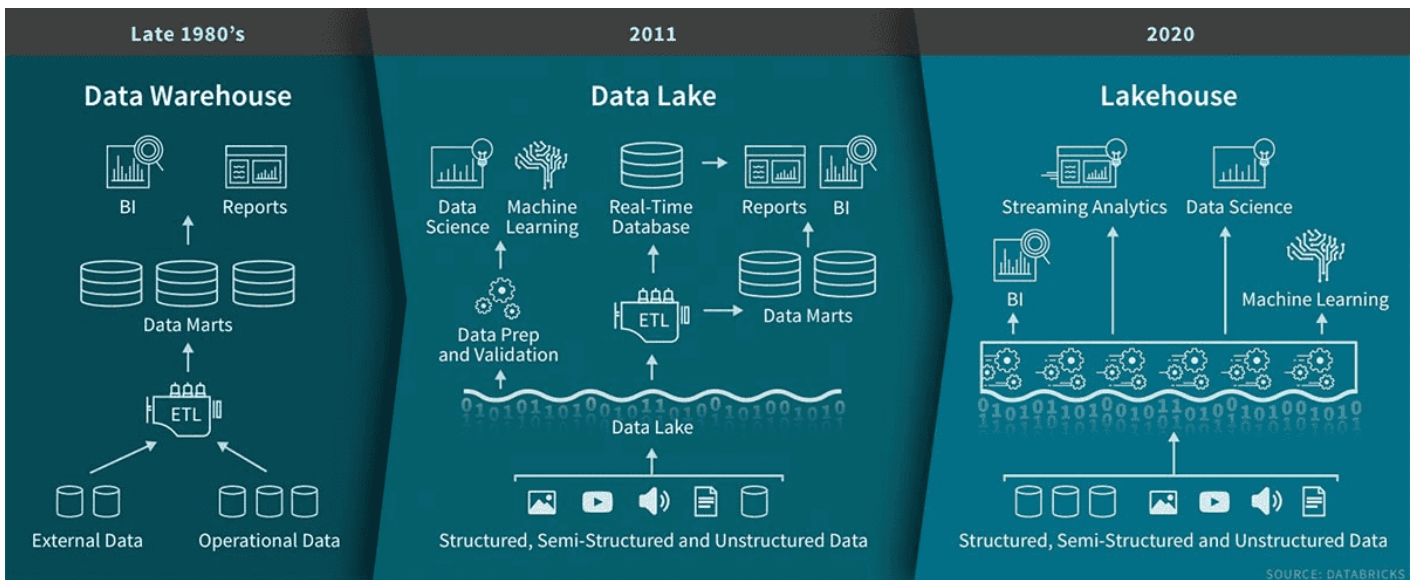 Late 1980's
Data Warehouse
BI
Reports
Data Marts
ETL
External Data
Operational Data
2011
Data Lake
Data
Science
Machine
Learning
Real-Time
Database
Reports
BI
Data Prep
and Validation
ETL
Data Marts
0101011010010110100101001010
Data Lake
Structured, Semi-Structured and Unstructured Data
2020
Lakehouse
Streaming Analytics
Data Science
BI
Machine Learning
Structured, Semi-Structured and Unstructured Data
SOURCE: DATABRICKS